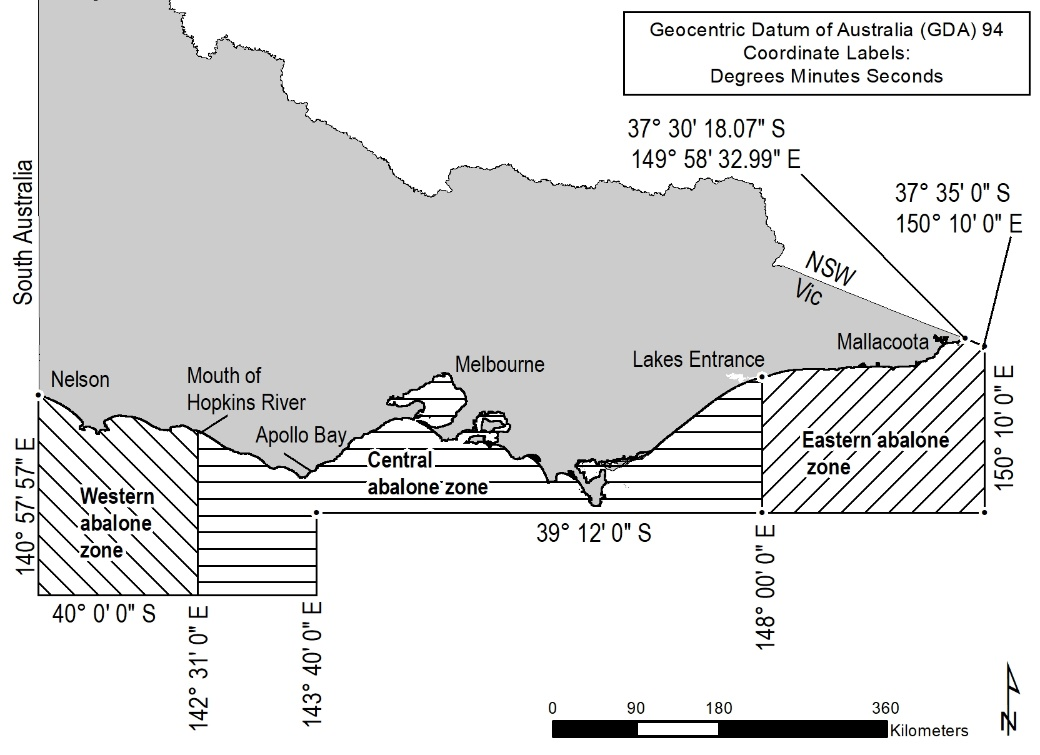 Geocentric Datum of Australia (GDA) 94
Coordinate Labels:
Degrees Minutes Seconds
37° 30' 18.07" S
149° 58' 32.99" E
37° 35' 0" S
150° 10' 0" E
South Australia
NSW
Vic
Mallacoota
Lakes Entrance
Melbourne
Nelson
Mouth of
Hopkins River
Apollo Bay
Central
abalone zone
Eastern abalone
zone
Western
abalone
zone
140° 57' 57" E
150° 10' 0" E
39° 12' 0" S
40° 0' 0" S
142° 31' 0" E
143° 40' 0" E
148° 00' 0" E
0 90 180 360
Kilometers
N